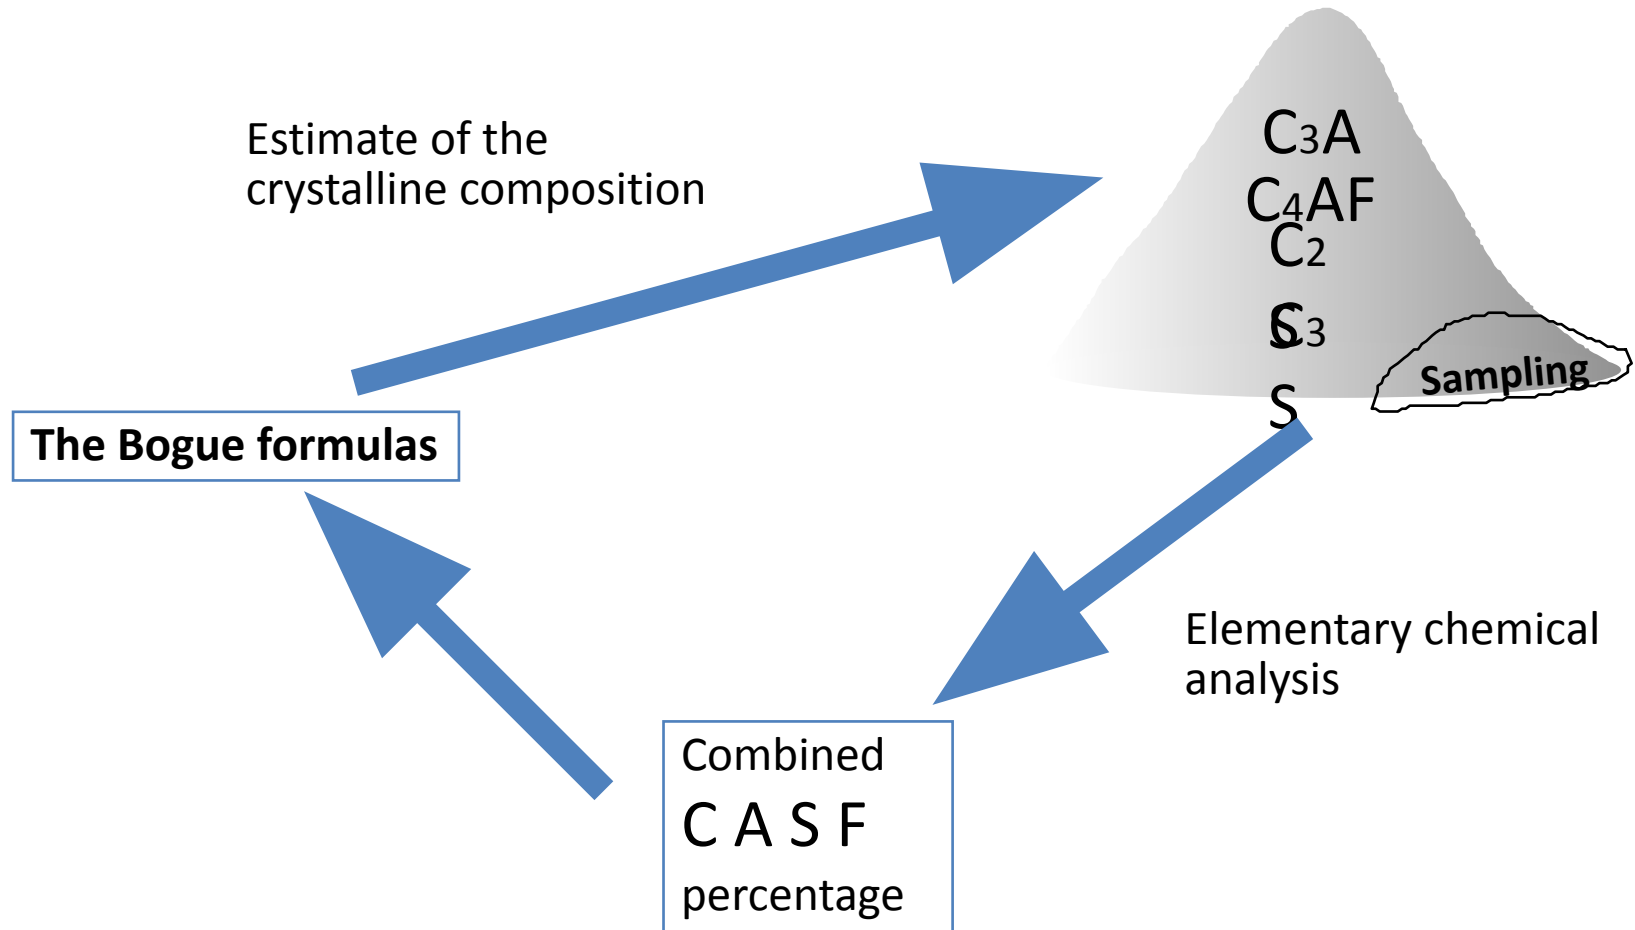 Estimate of the
crystalline composition
C3A
C4AF
C2
S
C3
S
Sampling
The Bogue formulas
Elementary chemical
analysis
Combined
C A S F
percentage